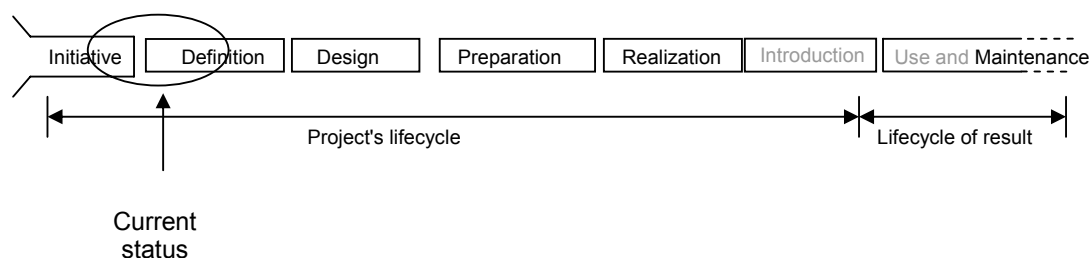 Initiative Definition Design Preparation Realization Introduction Use and Maintenance
Project's lifecycle Lifecycle of result
Current
status